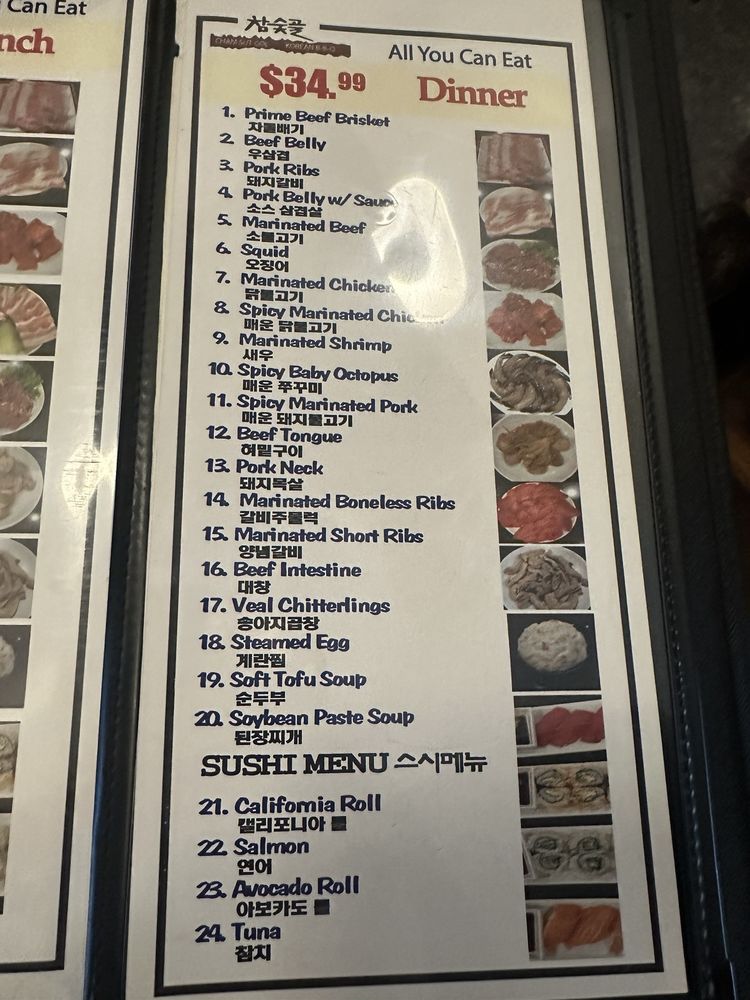 Can Eat
nch
참숯골
CHAM SUT GOL KOREAN B.B.Q
All You Can Eat
$34.99 Dinner
1. Prime Beef Brisket
차돌배기
2. Beef Belly
우삼겹
3. Pork Ribs
돼지갈비
4. Pork Belly w/
소스 삼겹살
5. Marinated Beef
소불고기
6. Squid
오징어
7. Marinated Chicken
닭불고기
8. Spicy Marinated
매운 닭불고기
9. Marinated Shrimp
새우
10. Spicy Baby Octopus
매운 쭈꾸미
11. Spicy Marinated Pork
매운 돼지불고기
12. Beef Tongue
혀밑구이
13. Pork Neck
돼지목살
14. Marinated Boneless Ribs
갈비주물럭
15. Marinated Short Ribs
양념갈비
16. Beef Intestine
대창
17. Veal Chitterlings
송아지곱창
18. Steamed Egg
계란찜
19. Soft Tofu Soup
순두부
20. Soybean Paste Soup
된장찌개
SUSHI MENU 스시메뉴
21. California Roll
캘리포니아 롤
22. Salmon
연어
23. Avocado Roll
아보카도 롤
24. Tuna
참치